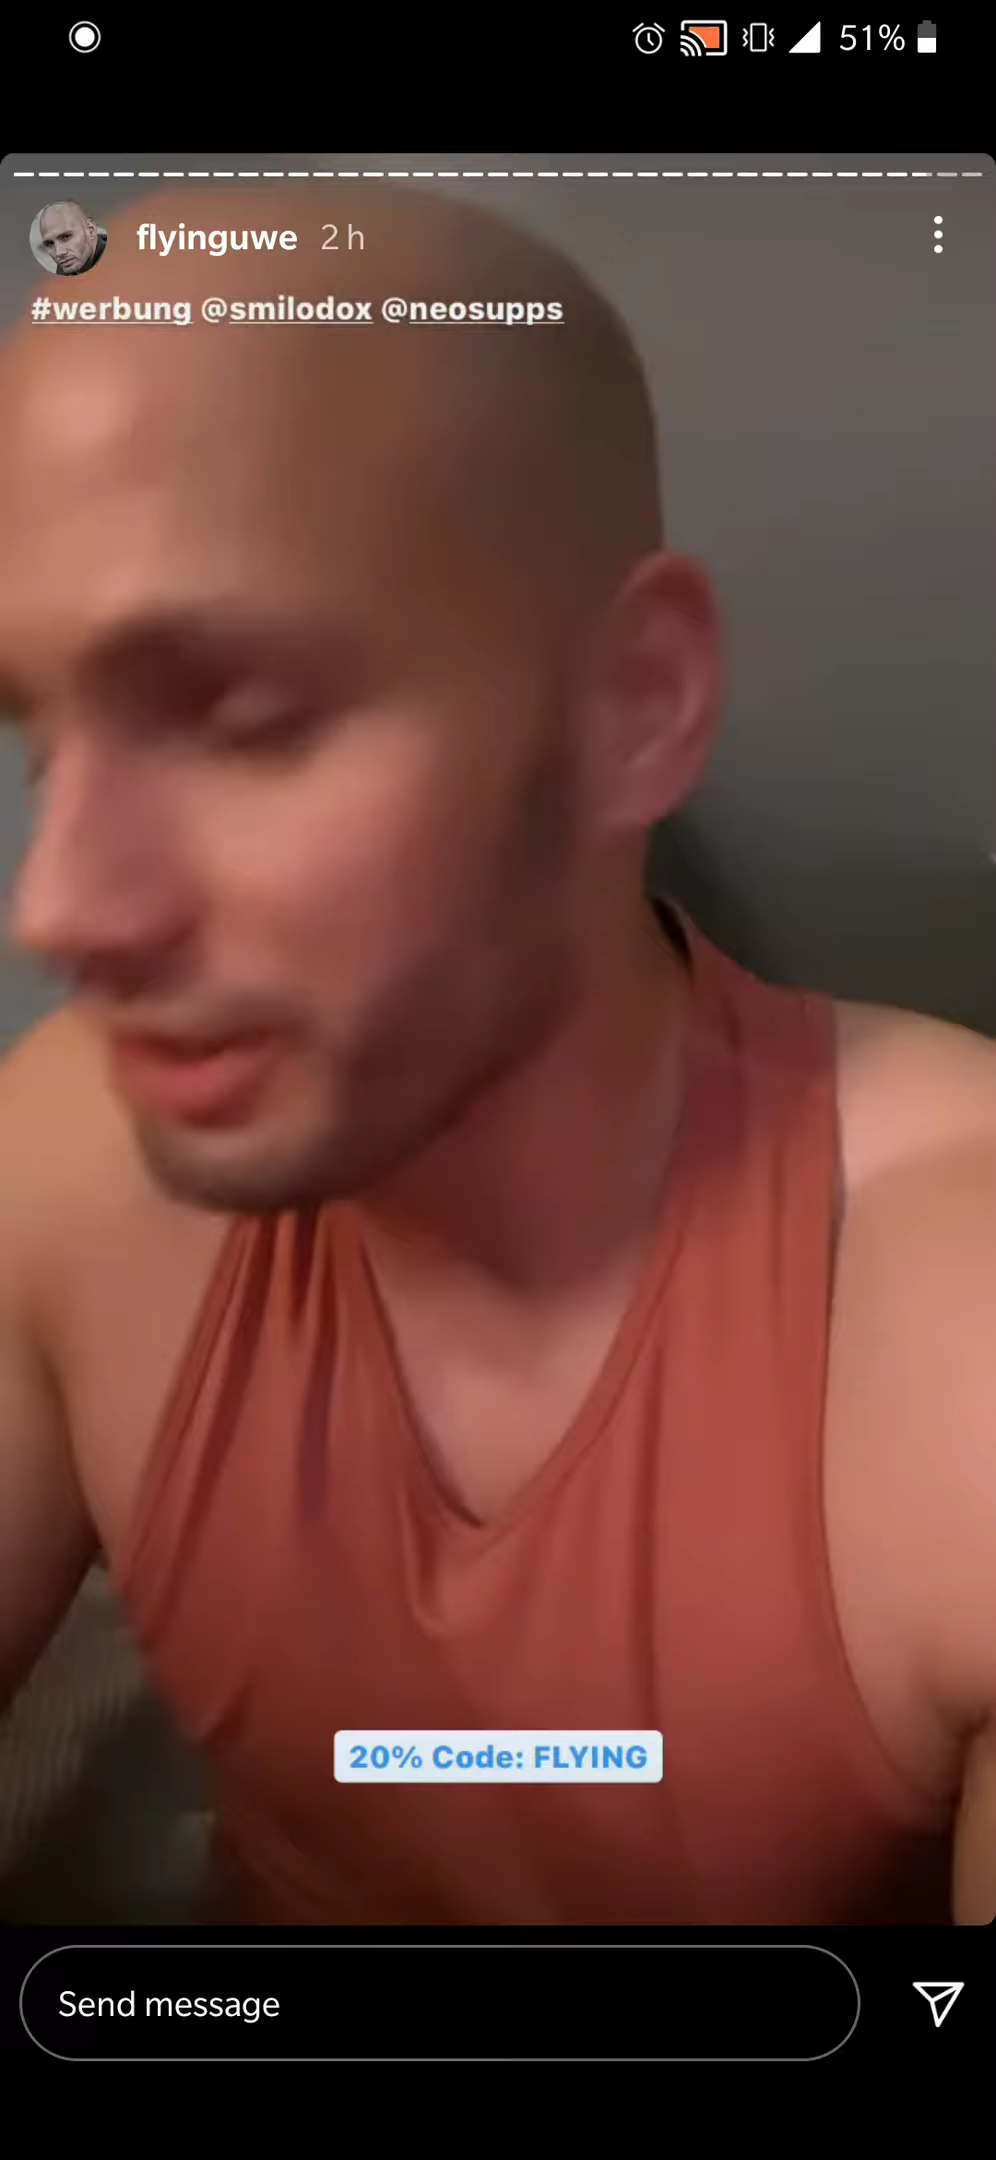 51%
flyinguwe 2 h
#werbung @smilodox @neosupps
20% Code: FLYING
Send message